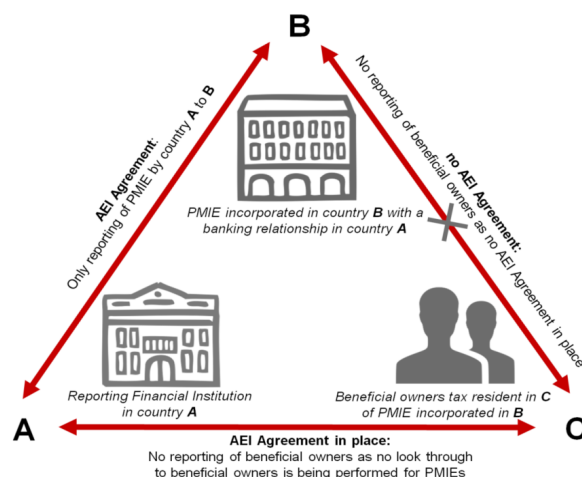 B
AEI Agreement:
Only reporting of PMIE by country A to B
No reporting of beneficial owners as no AEI Agreement in place
no AEI Agreement:
PMIE incorporated in country B with a
banking relationship in country A
Reporting Financial Institution
in country A
Beneficial owners tax resident in C
of PMIE incorporated in B
A
C
AEI Agreement in place:
No reporting of beneficial owners as no look through
to beneficial owners is being performed for PMIEs